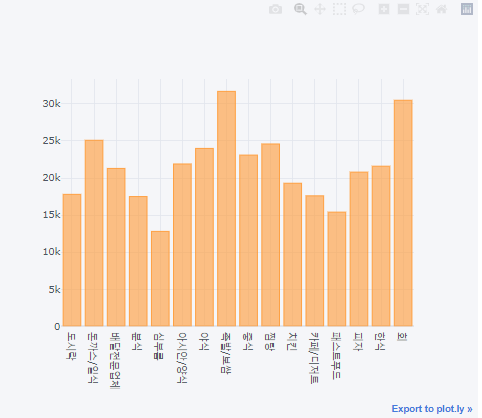 30k
25k
20k
15k
10k
5k
0
도시락
돈까스/일식
배달전문업체
분식
심부름
아시안/양식
야식
족발/보쌈
중식
찜탕
치킨
카페/디저트
패스트푸드
피자
한식
회
Export to plot.ly »